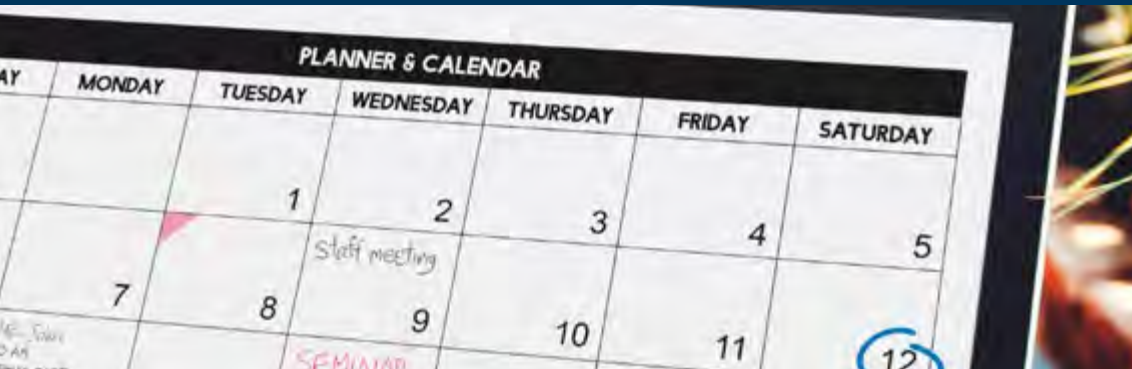 PLANNER & CALENDAR
AY MONDAY TUESDAY WEDNESDAY THURSDAY FRIDAY SATURDAY
1 2 3 4 5
staff meeting
7 8 9 10 11 12
SEMINAR